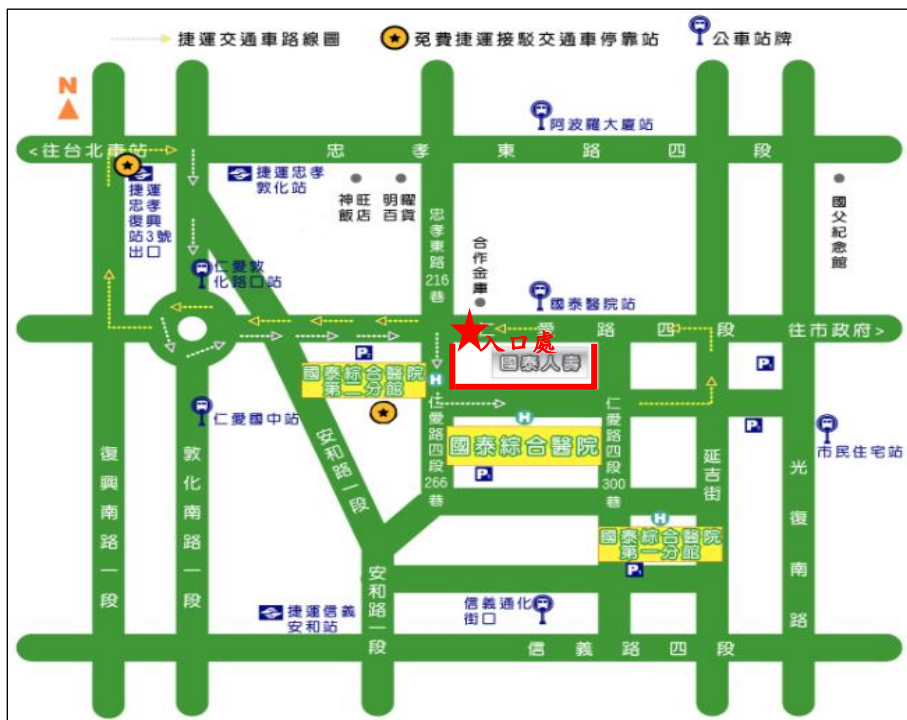 捷運交通車路線圖
免費捷運接駁交通車停靠站
公車站牌
N
阿波羅大廈站
<往台北車站
忠孝東路四段
捷運忠孝復興站3號出口
捷運忠孝
敦化站
神旺
飯店
明曜
百貨
忠孝東路216巷
合作金庫
國父紀念館
仁愛敦
化路口站
國泰醫院站
仁愛路四段
往市政府>
入口處
國泰人壽
P
國泰綜合醫院
第二分館
H
P
仁愛國中站
仁愛路四段266巷
H
國泰綜合醫院
P
仁愛路四段300巷
P
市民住宅站
復興南路一段
敦化南路一段
安和路一段
延吉街
光復南路
H
國泰綜合醫院
第一分館
P
安和路一段
捷運信義
安和站
信義通化
街口
信義路四段